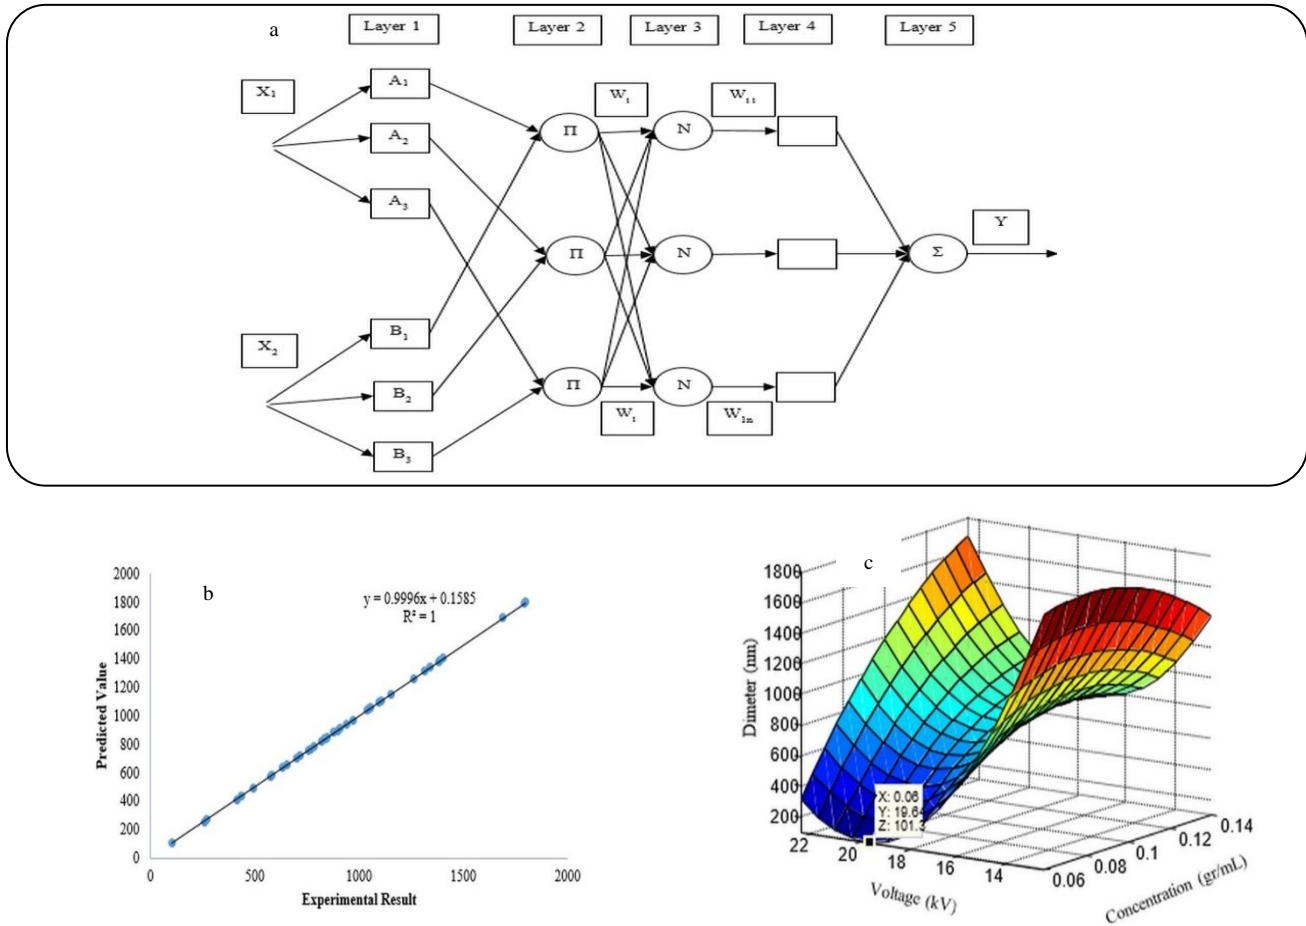 a
Layer 1
Layer 2
Layer 3
Layer 4
Layer 5
X1
A1
A2
A3
X2
B1
B2
B3
Π
Π
Π
W1
W1
N
N
N
W11
W1n
Σ
Y
b
y = 0.9996x + 0.1585
R² = 1
Predicted Value
2000
1800
1600
1400
1200
1000
800
600
400
200
0
0 500 1000 1500 2000
Experimental Result
c
Dimeter (nm)
1800
1600
1400
1200
1000
800
600
400
200
X: 0.06
Y: 19.64
Z: 101.3
22 20 18 16 14
Voltage (kV)
0.06 0.08 0.1 0.12 0.14
Concentration (gr/mL)